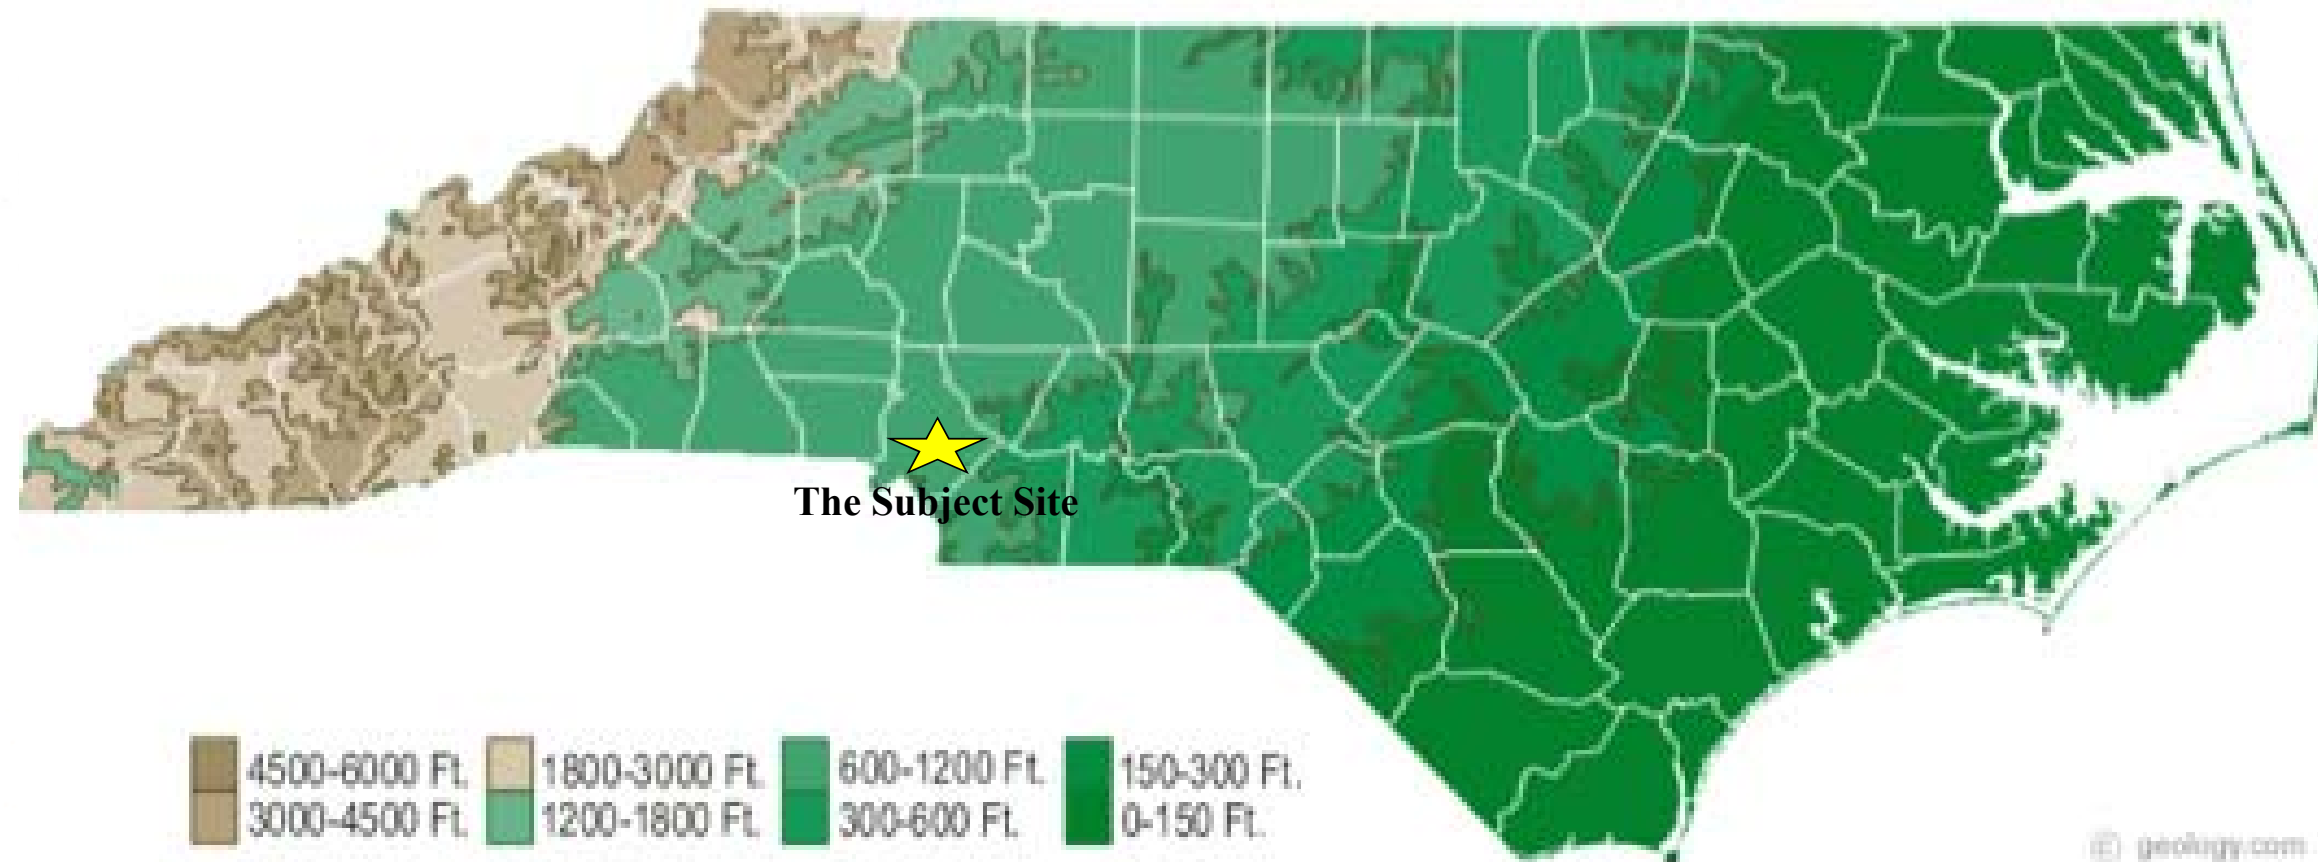 The Subject Site
4500-6000 Ft.
3000-4500 Ft.
1800-3000 Ft.
1200-1800 Ft.
600-1200 Ft.
300-600 Ft.
150-300 Ft.
0-150 Ft.
© geology.com